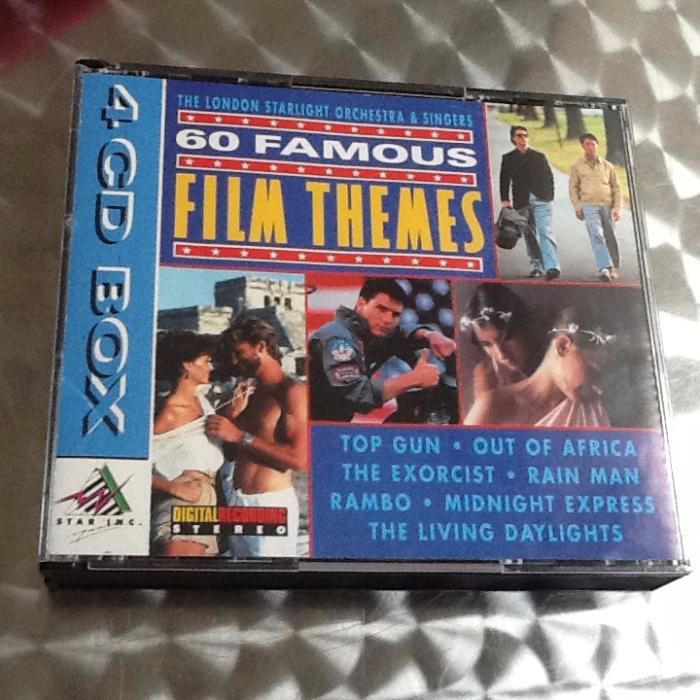 4 CD BOX
THE LONDON STARLIGHT ORCHESTRA & SINGERS
60 FAMOUS
FILM THEMES
TOP GUN • OUT OF AFRICA
THE EXORCIST • RAIN MAN
RAMBO • MIDNIGHT EXPRESS
THE LIVING DAYLIGHTS
STAR INC.
DIGITAL RECORDING
STEREO